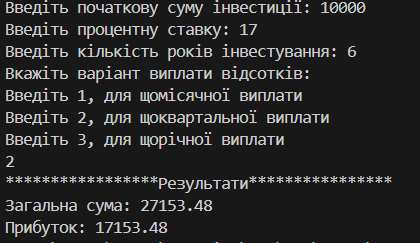 Введіть початкову суму інвестиції: 10000
Введіть процентну ставку: 17
Введіть кількість років інвестування: 6
Вкажіть варіант виплати відсотків:
Введіть 1, для щомісячної виплати
Введіть 2, для щоквартальної виплати
Введіть 3, для щорічної виплати
2
*****************Результати****************
Загальна сума: 27153.48
Прибуток: 17153.48